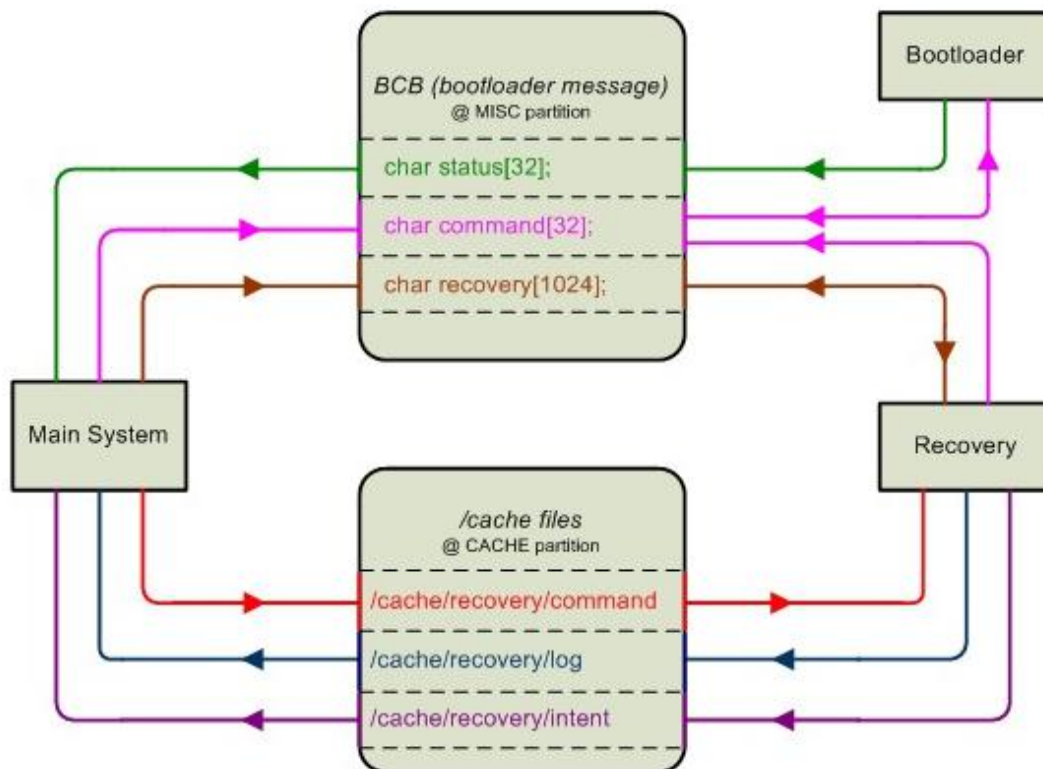 BCB (bootloader message)
@ MISC partition
Bootloader
char status[32];
char command[32];
char recovery[1024];
Main System
Recovery
/cache files
@ CACHE partition
/cache/recovery/command
/cache/recovery/log
/cache/recovery/intent